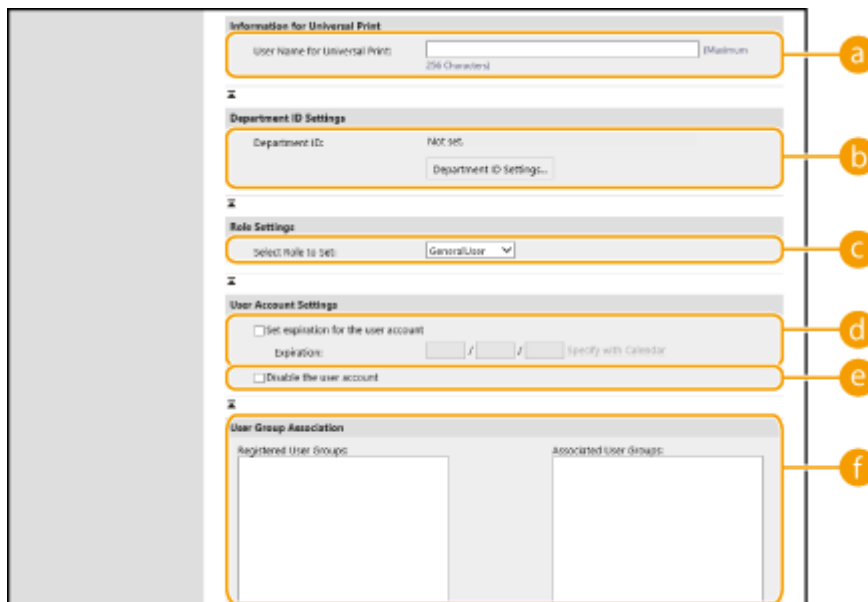 Information for Universal Print
User Name for Universal Print: (Maximum
256 Characters)
a
Department ID Settings
Department ID: Not set.
Department ID Settings...
b
Role Settings
Select Role to Set: GeneralUser
c
User Account Settings
Set expiration for the user account
Expiration: / / Specify with Calendar
d
Disable the user account
e
User Group Association
Registered User Groups: Associated User Groups:
f